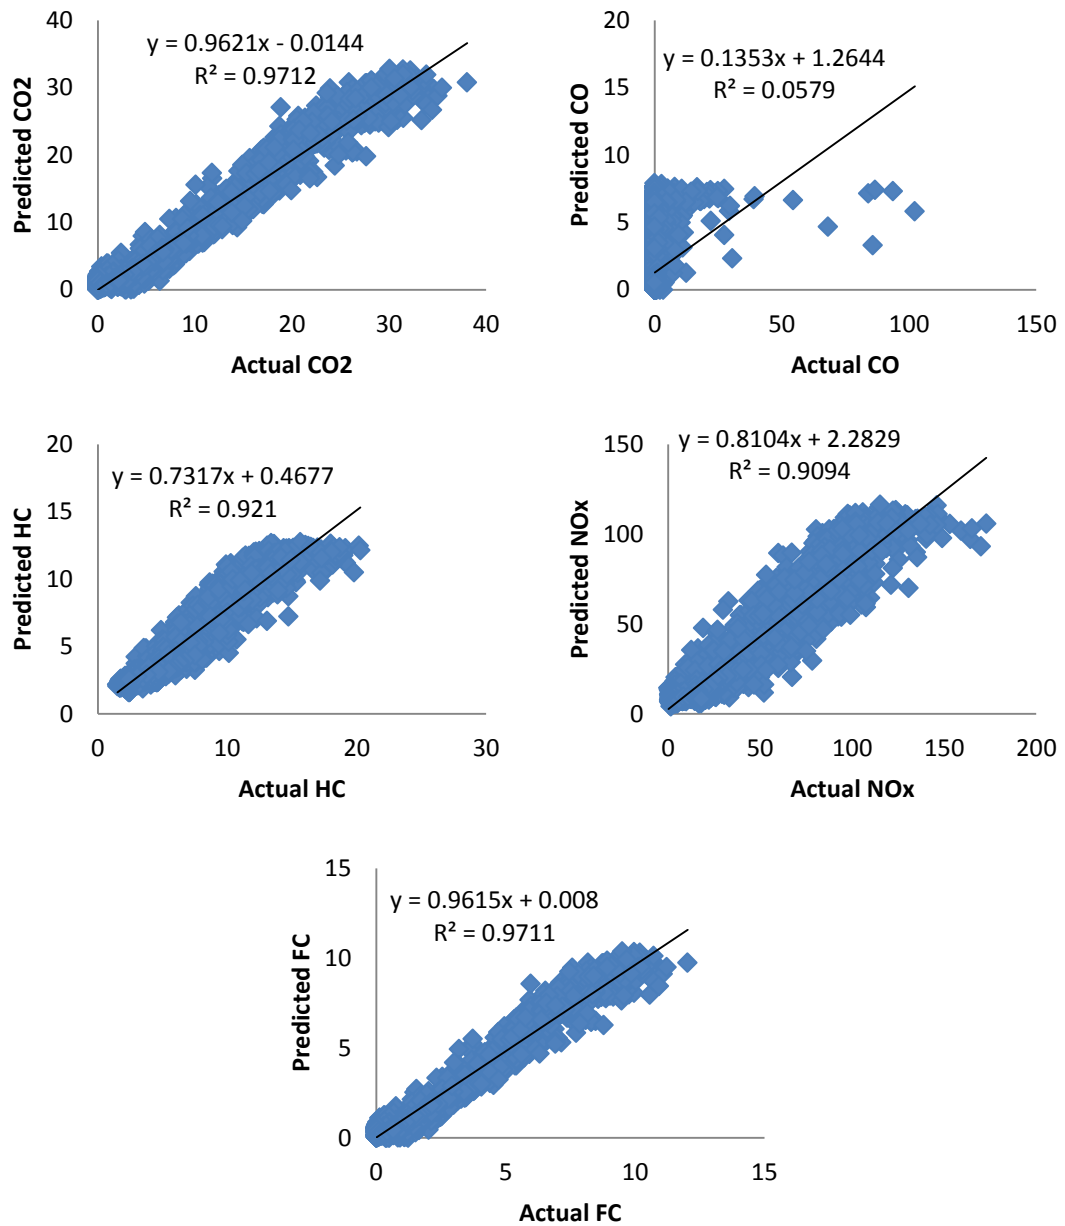 y = 0.9621x - 0.0144
R² = 0.9712
40
30
20
10
0
0 10 20 30 40
Predicted CO2
Actual CO2
y = 0.1353x + 1.2644
R² = 0.0579
20
15
10
5
0
0 50 100 150
Predicted CO
Actual CO
y = 0.7317x + 0.4677
R² = 0.921
20
15
10
5
0
0 10 20 30
Predicted HC
Actual HC
y = 0.8104x + 2.2829
R² = 0.9094
150
100
50
0
0 50 100 150 200
Predicted NOx
Actual NOx
y = 0.9615x + 0.008
R² = 0.9711
15
10
5
0
0 5 10 15
Predicted FC
Actual FC